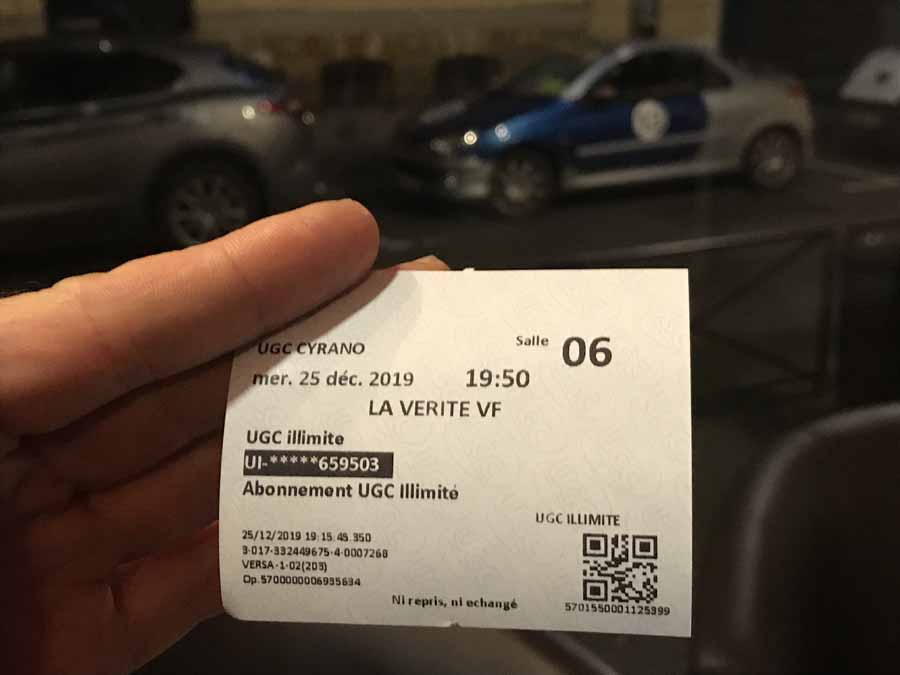 UGC CYRANO
Salle 06
mer. 25 déc. 2019 19:50
LA VERITE VF
UGC illimite
UI-*****659503
Abonnement UGC Illimité
UGC ILLIMITE
25/12/2019 19:15:45.350
3-017-332449675-4-0007268
VERSA-1-02(203)
Op.5700000006935634
Ni repris, ni echangé
5701550001125399